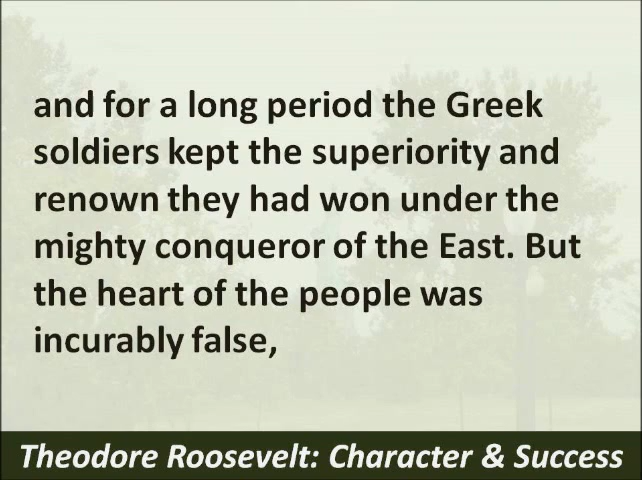 and for a long period the Greek
soldiers kept the superiority and
renown they had won under the
mighty conqueror of the East. But
the heart of the people was
incurably false,
Theodore Roosevelt: Character & Success